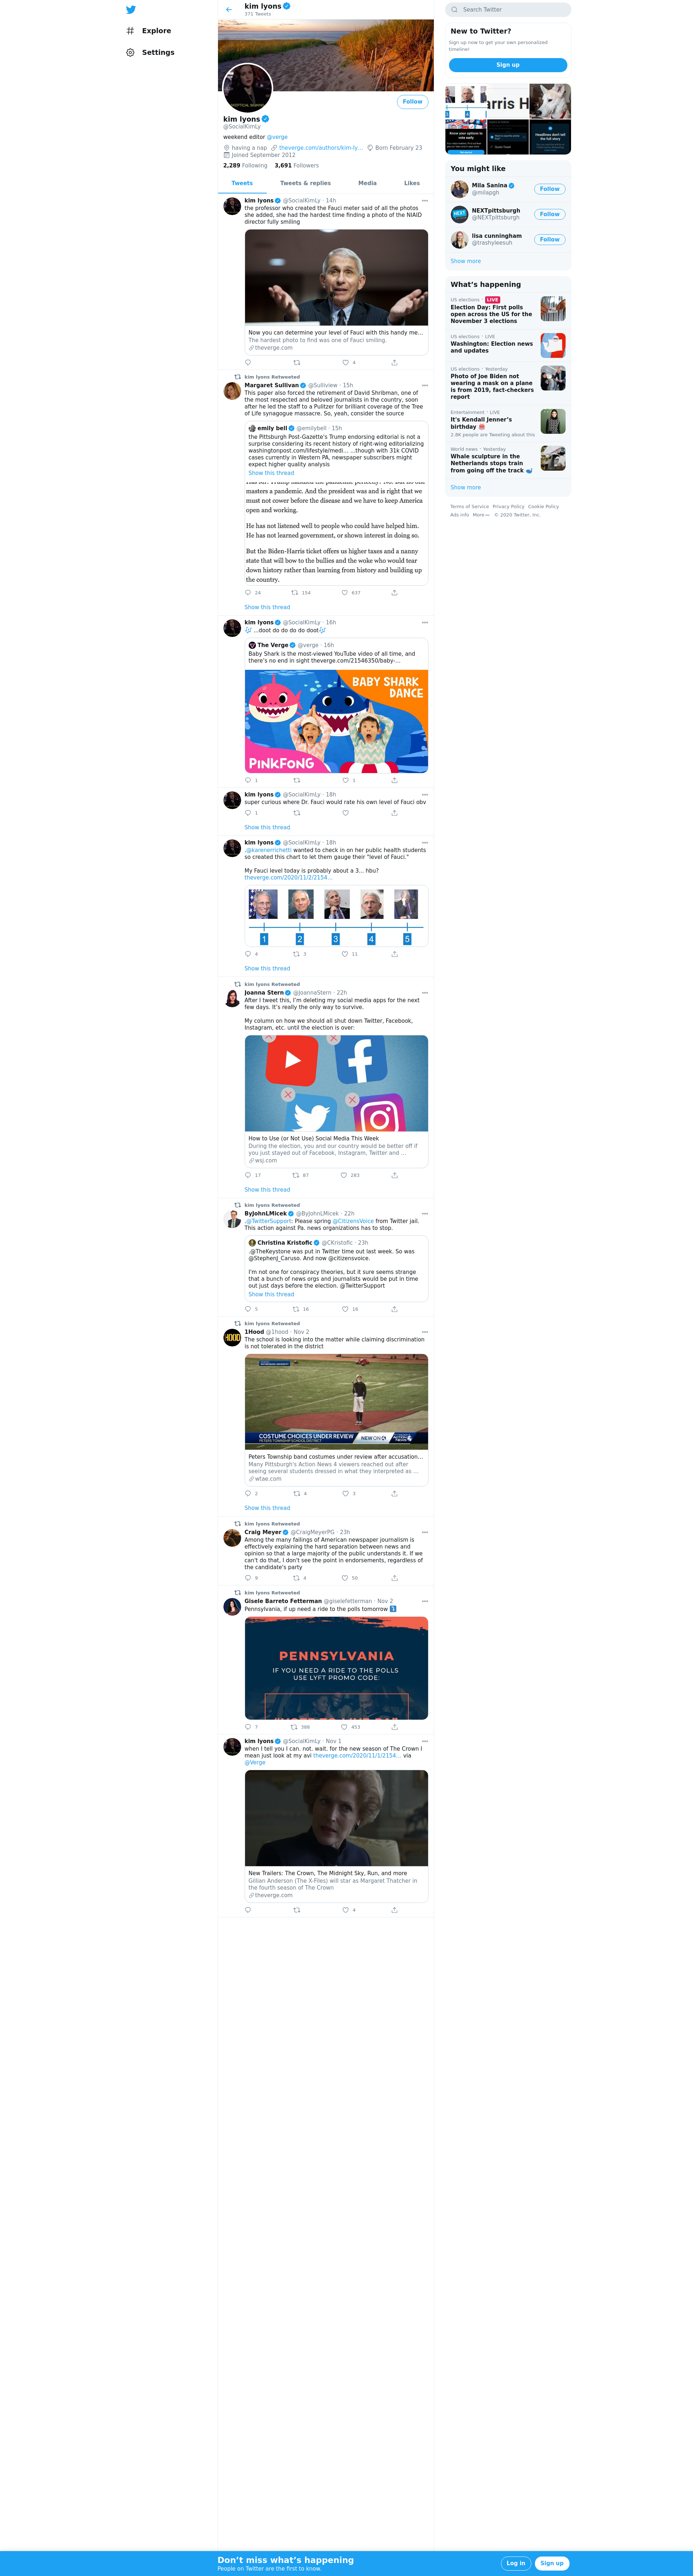 Explore
Settings
kim lyons
371 Tweets
Follow
kim lyons
@SocialKimLy
weekend editor @verge
having a nap theverge.com/authors/kim-ly… Born February 23
Joined September 2012
2,289 Following 3,691 Followers
Tweets Tweets & replies Media Likes
kim lyons @SocialKimLy · 14h
the professor who created the Fauci meter said of all the photos
she added, she had the hardest time finding a photo of the NIAID
director fully smiling
Now you can determine your level of Fauci with this handy me…
The hardest photo to find was one of Fauci smiling.
theverge.com
4
kim lyons Retweeted
Margaret Sullivan @Sulliview · 15h
This paper also forced the retirement of David Shribman, one of
the most respected and beloved journalists in the country, soon
after he led the staff to a Pulitzer for brilliant coverage of the Tree
of Life synagogue massacre. So, yeah, consider the source
emily bell @emilybell · 15h
the Pittsburgh Post-Gazette's Trump endorsing editorial is not a
surprise considering its recent history of right-wing editorializing
washingtonpost.com/lifestyle/medi… …though with 31k COVID
cases currently in Western PA, newspaper subscribers might
expect higher quality analysis
Show this thread
masters a pandemic. And the president was and is right that we
must not cower before the disease and we have to keep America
open and working.
He has not listened well to people who could have helped him.
He has not learned government, or shown interest in doing so.
But the Biden-Harris ticket offers us higher taxes and a nanny
state that will bow to the bullies and the woke who would tear
down history rather than learning from history and building up
the country.
24 154 637
Show this thread
kim lyons @SocialKimLy · 16h
🎶 …doot do do do do doot🎶
The Verge @verge · 16h
Baby Shark is the most-viewed YouTube video of all time, and
there's no end in sight theverge.com/21546350/baby-…
BABY SHARK
DANCE
PINKFONG
1 1
kim lyons @SocialKimLy · 18h
super curious where Dr. Fauci would rate his own level of Fauci obv
1
Show this thread
kim lyons @SocialKimLy · 18h
.@karenerrichetti wanted to check in on her public health students
so created this chart to let them gauge their "level of Fauci."
My Fauci level today is probably about a 3... hbu?
theverge.com/2020/11/2/2154…
1 2 3 4 5
4 3 11
Show this thread
kim lyons Retweeted
Joanna Stern @JoannaStern · 22h
After I tweet this, I'm deleting my social media apps for the next
few days. It's really the only way to survive.
My column on how we should all shut down Twitter, Facebook,
Instagram, etc. until the election is over:
How to Use (or Not Use) Social Media This Week
During the election, you and our country would be better off if
you just stayed out of Facebook, Instagram, Twitter and …
wsj.com
17 87 283
Show this thread
kim lyons Retweeted
ByJohnLMicek @ByJohnLMicek · 22h
.@TwitterSupport: Please spring @CitizensVoice from Twitter jail.
This action against Pa. news organizations has to stop.
Christina Kristofic @CKristofic · 23h
.@TheKeystone was put in Twitter time out last week. So was
@StephenJ_Caruso. And now @citizensvoice.
I'm not one for conspiracy theories, but it sure seems strange
that a bunch of news orgs and journalists would be put in time
out just days before the election. @TwitterSupport
Show this thread
5 16 16
kim lyons Retweeted
1Hood @1hood · Nov 2
The school is looking into the matter while claiming discrimination
is not tolerated in the district
COSTUME CHOICES UNDER REVIEW
PETERS TOWNSHIP SCHOOL DISTRICT
NEW ON
Peters Township band costumes under review after accusation…
Many Pittsburgh's Action News 4 viewers reached out after
seeing several students dressed in what they interpreted as …
wtae.com
2 4 3
Show this thread
kim lyons Retweeted
Craig Meyer @CraigMeyerPG · 23h
Among the many failings of American newspaper journalism is
effectively explaining the hard separation between news and
opinion so that a large majority of the public understands it. If we
can't do that, I don't see the point in endorsements, regardless of
the candidate's party
9 4 50
kim lyons Retweeted
Gisele Barreto Fetterman @giselefetterman · Nov 2
Pennsylvania, if up need a ride to the polls tomorrow ⤵️
PENNSYLVANIA
IF YOU NEED A RIDE TO THE POLLS
USE LYFT PROMO CODE:
7 388 453
kim lyons @SocialKimLy · Nov 1
when I tell you I can. not. wait. for the new season of The Crown I
mean just look at my avi theverge.com/2020/11/1/2154… via
@Verge
New Trailers: The Crown, The Midnight Sky, Run, and more
Gillian Anderson (The X-Files) will star as Margaret Thatcher in
the fourth season of The Crown
theverge.com
4
Search Twitter
New to Twitter?
Sign up now to get your own personalized
timeline!
Sign up
You might like
Mila Sanina
@milapgh
Follow
NEXTpittsburgh
@NEXTpittsburgh
Follow
lisa cunningham
@trashyleesuh
Follow
Show more
What's happening
US elections · LIVE
Election Day: First polls
open across the US for the
November 3 elections
US elections · LIVE
Washington: Election news
and updates
US elections · Yesterday
Photo of Joe Biden not
wearing a mask on a plane
is from 2019, fact-checkers
report
Entertainment · LIVE
It's Kendall Jenner's
birthday
2.6K people are Tweeting about this
World news · Yesterday
Whale sculpture in the
Netherlands stops train
from going off the track 🐳
Show more
Terms of Service Privacy Policy Cookie Policy
Ads info More © 2020 Twitter, Inc.
Don't miss what's happening
People on Twitter are the first to know.
Log in Sign up